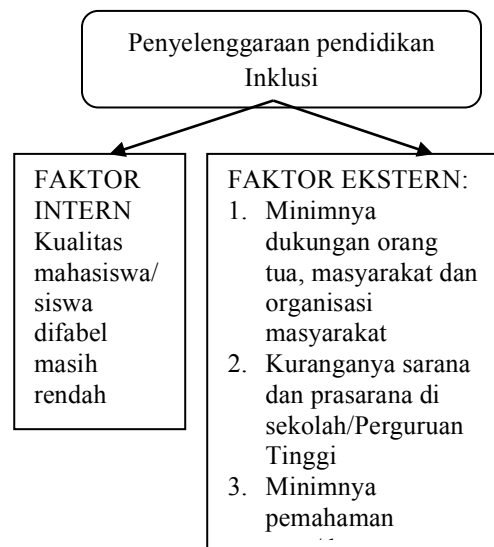 Penyelenggaraan pendidikan
Inklusi
FAKTOR
INTERN
Kualitas
mahasiswa/
siswa
difabel
masih
rendah
FAKTOR EKSTERN:
1. Minimnya
dukungan orang
tua, masyarakat dan
organisasi
masyarakat
2. Kuranganya sarana
dan prasarana di
sekolah/Perguruan
Tinggi
3. Minimnya
pemahaman